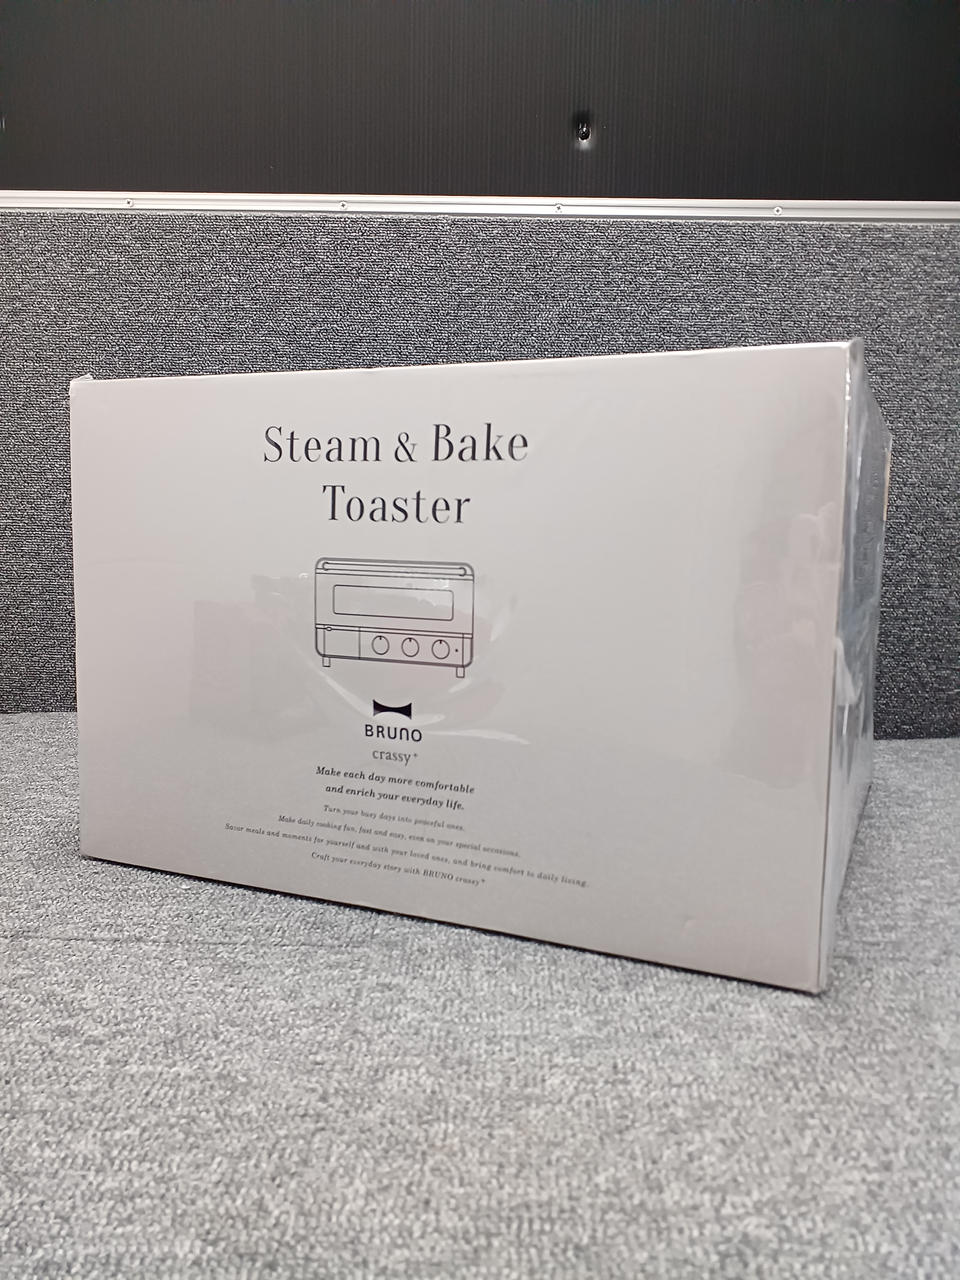 Steam & Bake
Toaster
BRUNO
crassy+
Make each day more comfortable
and enrich your everyday life.
Turn your busy days into peaceful ones.
Make daily cooking fun, fast and easy, even on your special occasions.
Savor meals and moments for yourself and with your loved ones, and bring comfort to daily living.
Craft your everyday story with BRUNO crassy+